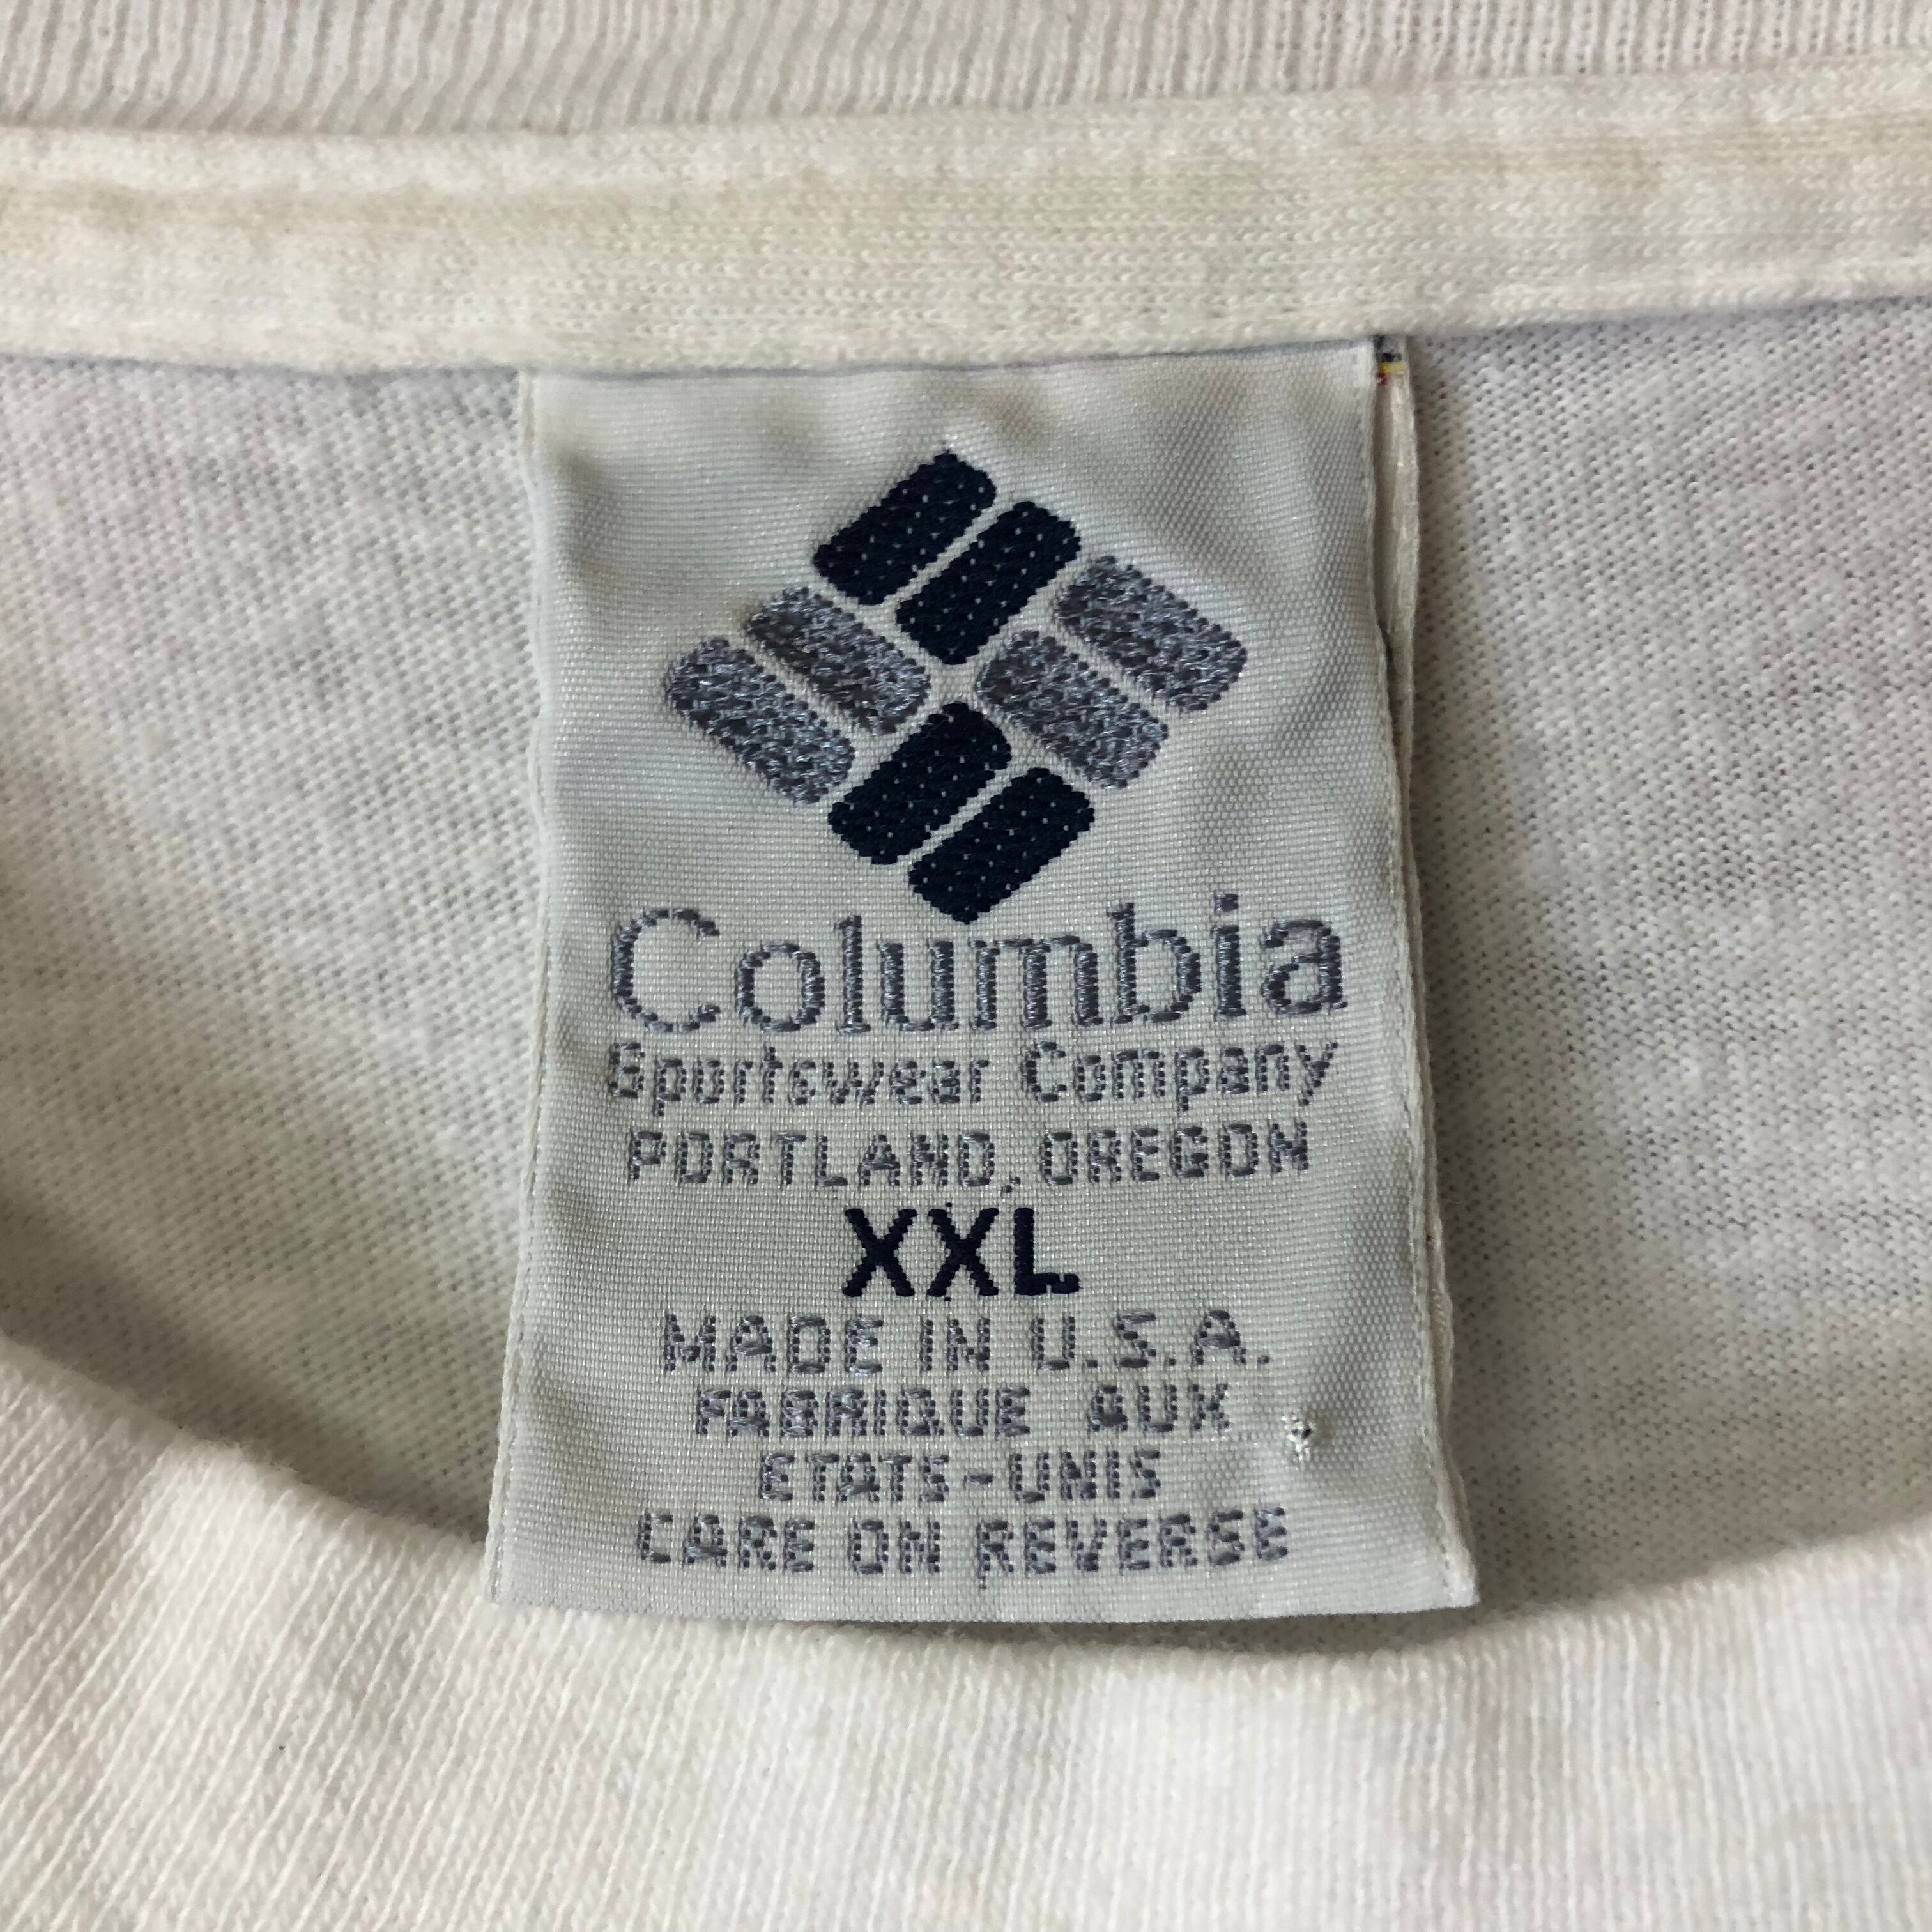 Columbia
Sportswear Company
PORTLAND, OREGON
XXL
MADE IN U.S.A.
FABRIQUE AUX
ETATS-UNIS
CARE ON REVERSE